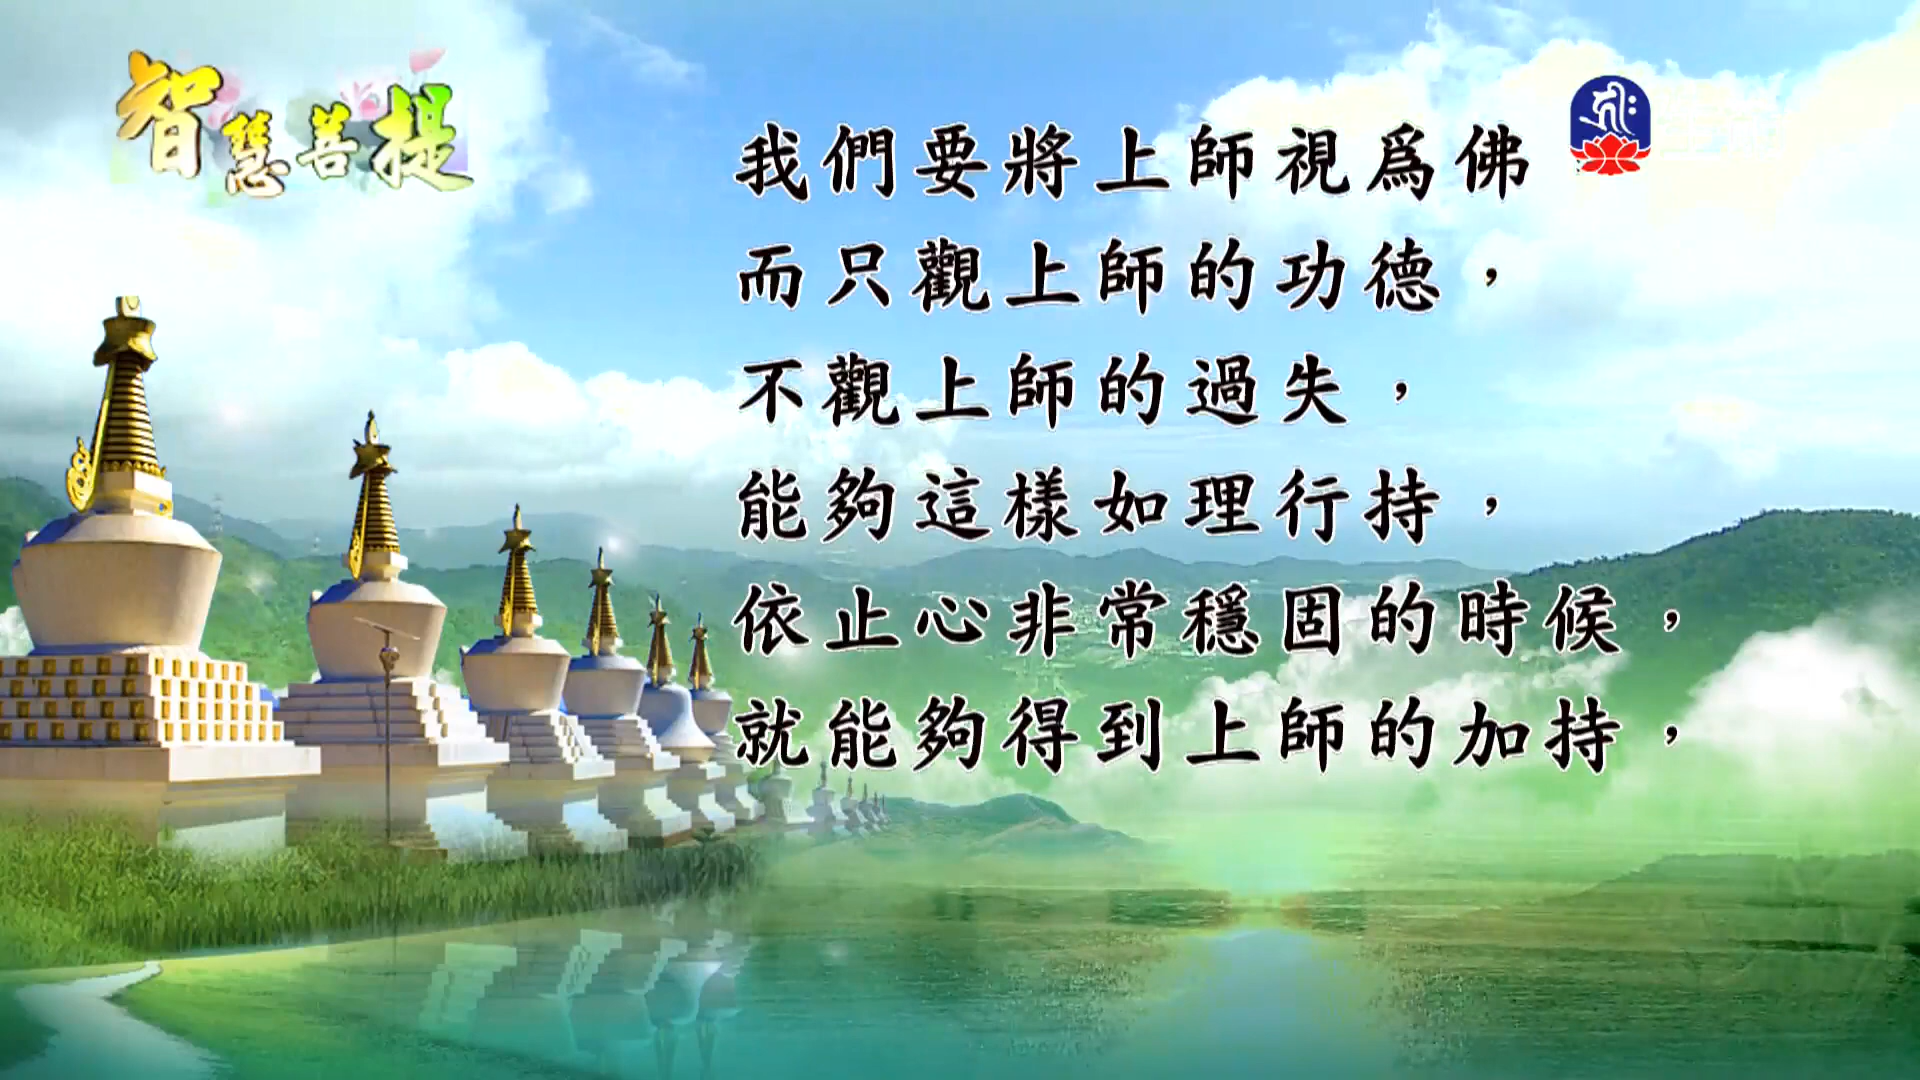 智慧菩提
我們要將上師視爲佛
而只觀上師的功德，
不觀上師的過失，
能夠這樣如理行持，
依止心非常穩固的時候，
就能夠得到上師的加持，